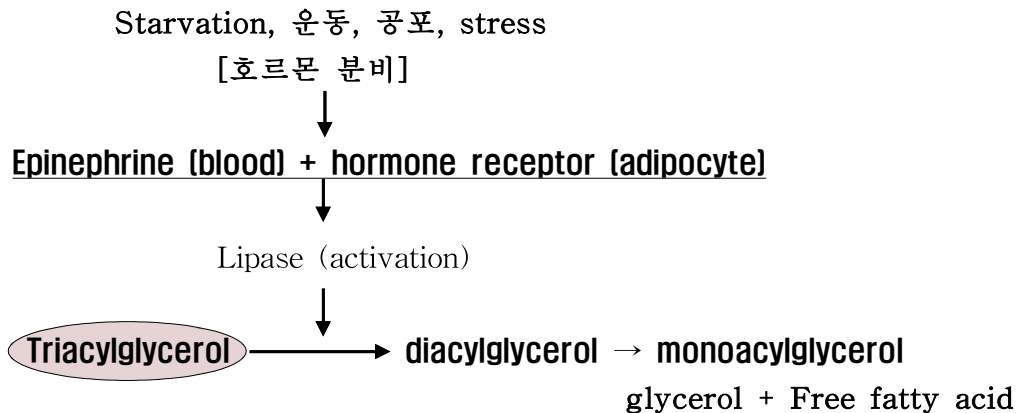 Starvation, 운동, 공포, stress
[호르몬 분비]
Epinephrine (blood) + hormone receptor (adipocyte)
Lipase (activation)
Triacylglycerol → diacylglycerol → monoacylglycerol
glycerol + Free fatty acid